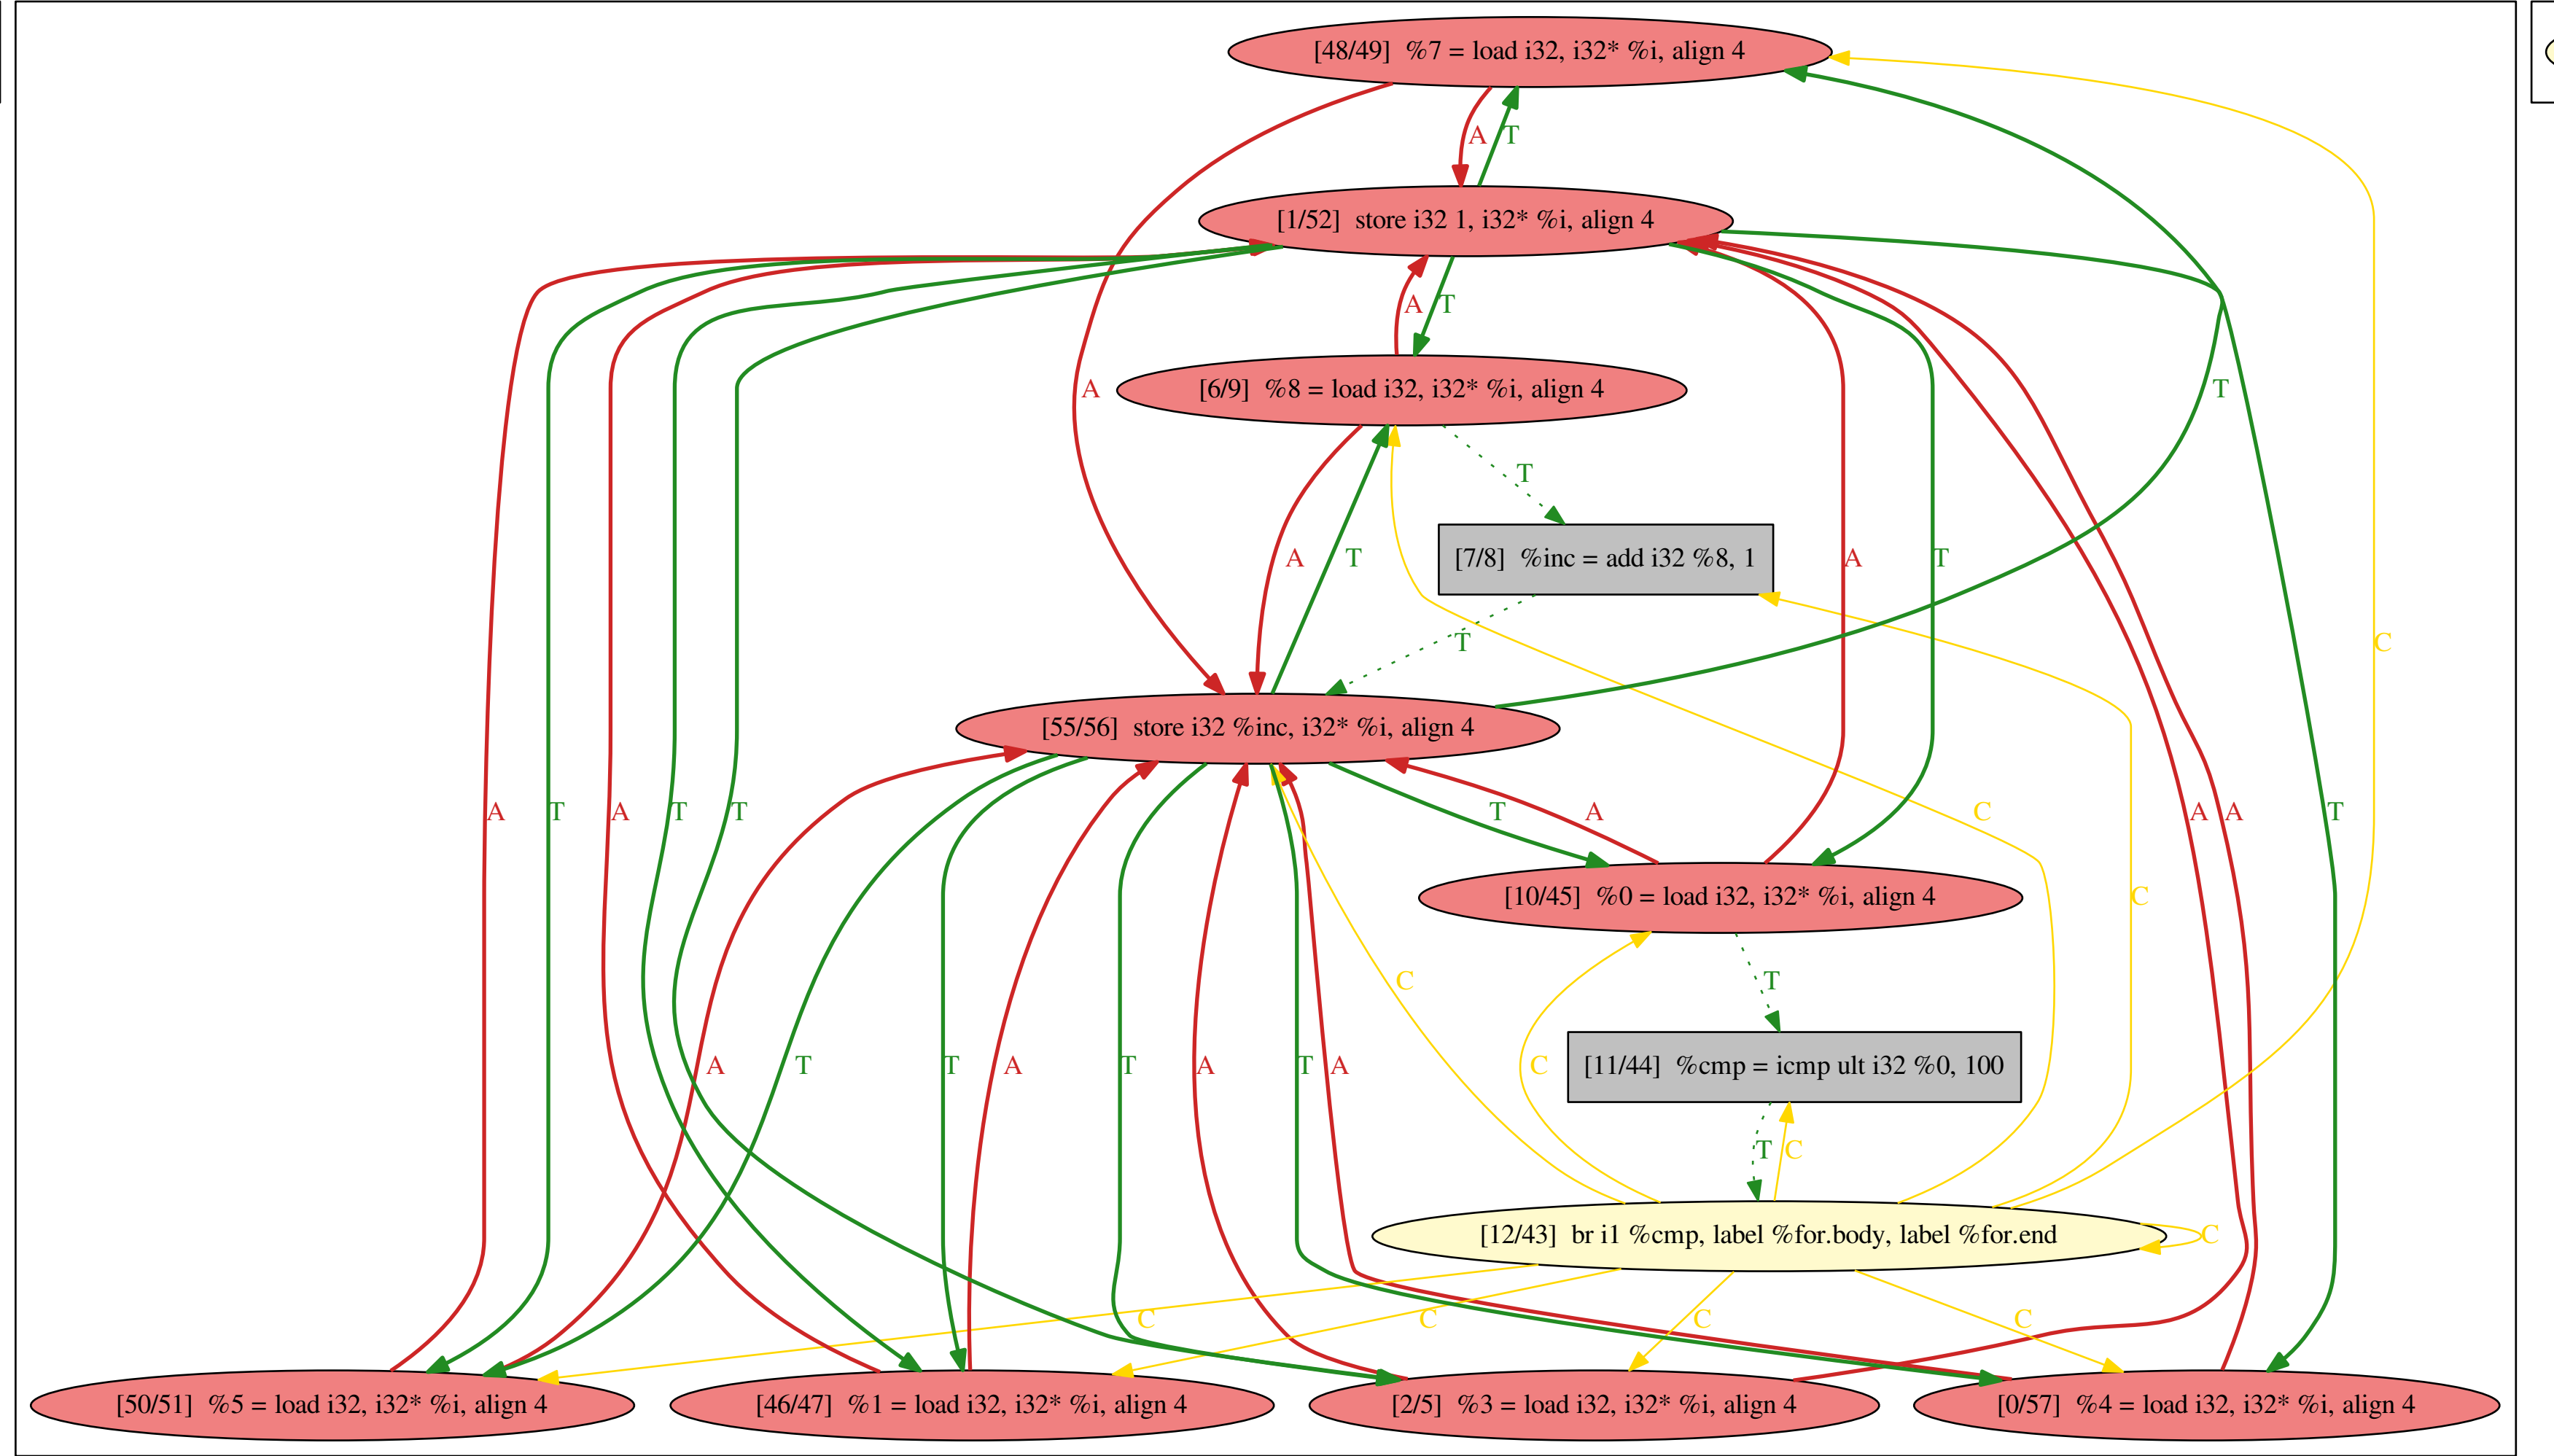 [48/49]  %7 = load i32, i32* %i, align 4
A
T
[1/52]  store i32 1, i32* %i, align 4
A
T
A
[6/9]  %8 = load i32, i32* %i, align 4
T
T
A
T
[7/8]  %inc = add i32 %8, 1
A
T
T
C
[55/56]  store i32 %inc, i32* %i, align 4
A
T
A
T
T
T
A
C
A
A
T
[10/45]  %0 = load i32, i32* %i, align 4
C
C
T
A
T
T
A
T
A
T
A
C
[11/44]  %cmp = icmp ult i32 %0, 100
T
C
[12/43]  br i1 %cmp, label %for.body, label %for.end
C
C
C
C
C
[50/51]  %5 = load i32, i32* %i, align 4
[46/47]  %1 = load i32, i32* %i, align 4
[2/5]  %3 = load i32, i32* %i, align 4
[0/57]  %4 = load i32, i32* %i, align 4